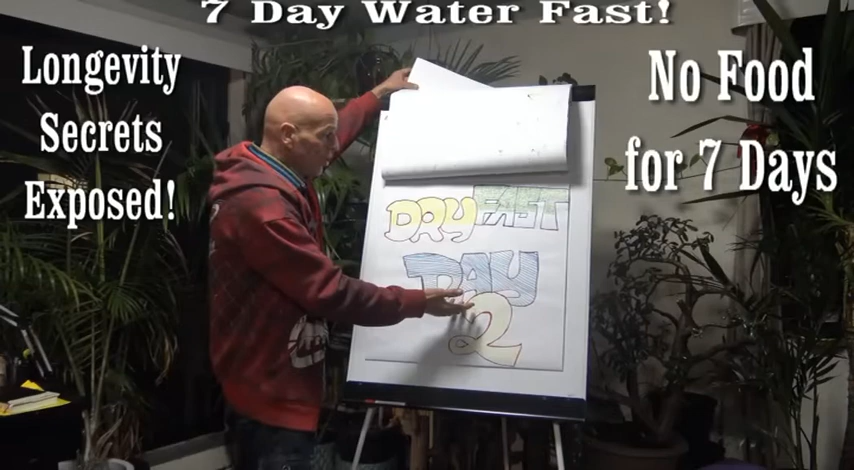 7 Day Water Fast!
Longevity
Secrets
Exposed!
No Food
for 7 Days
DRY FAST
DAY
2